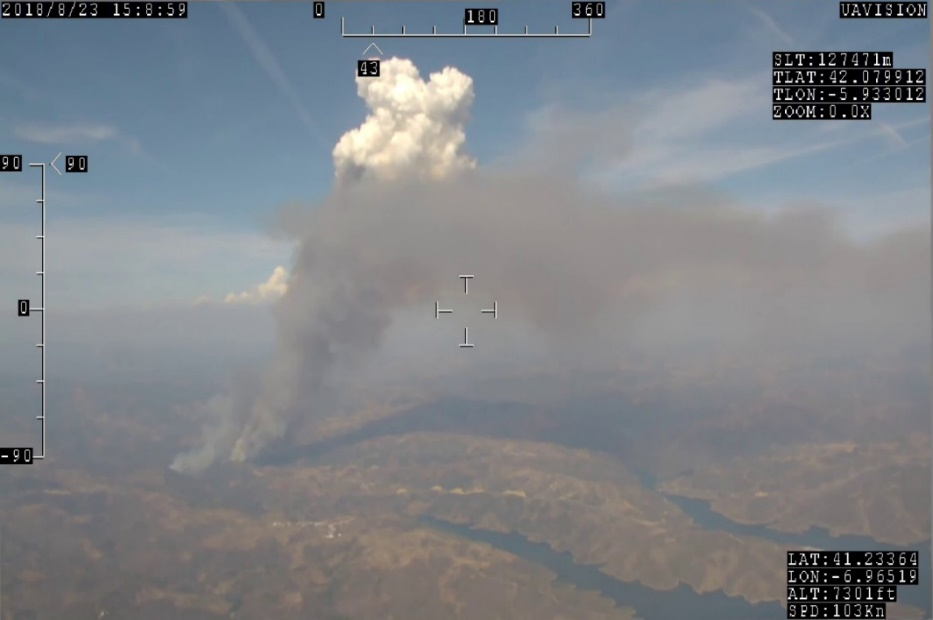 2018/8/23 15:8:59
0
180
360
UAVISION
43
SLT:127471m
TLAT:42.079912
TLON:-5.933012
ZOOM:0.0X
90
90
0
-90
LAT:41.23364
LON:-6.96519
ALT:7301ft
SPD:103Kn